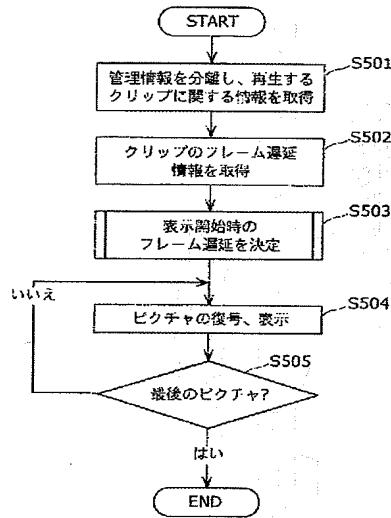 START
S501
管理情報を分離し、再生する
クリップに関する情報を取得
S502
クリップのフレーム遅延
情報を取得
S503
表示開始時の
フレーム遅延を決定
いいえ
S504
ピクチャの復号、表示
S505
最後のピクチャ?
はい
END